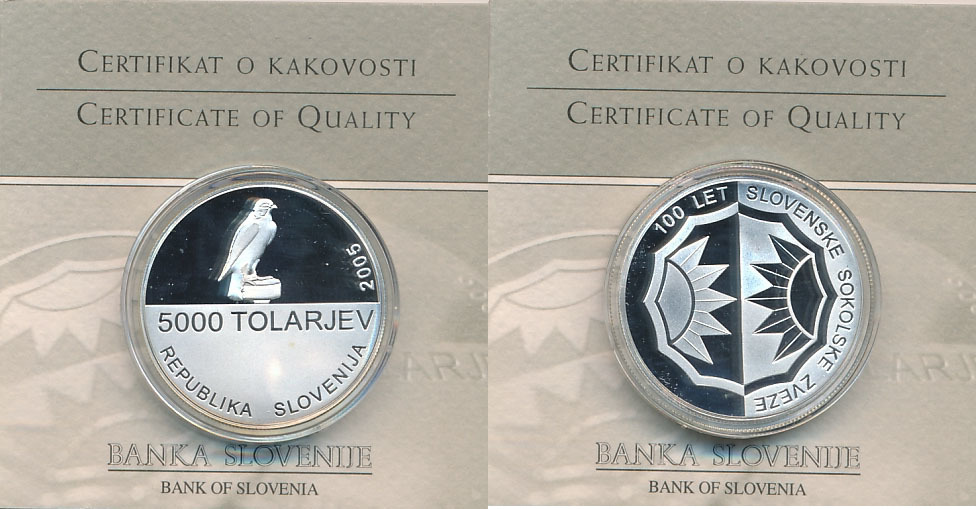 CERTIFIKAT O KAKOVOSTI
CERTIFICATE OF QUALITY
2005
5000 TOLARJEV
REPUBLIKA SLOVENIJA
BANKA SLOVENIJE
BANK OF SLOVENIA
CERTIFIKAT O KAKOVOSTI
CERTIFICATE OF QUALITY
100 LET SLOVENSKE SOKOLSKE ZVEZE
BANKA SLOVENIJE
BANK OF SLOVENIA